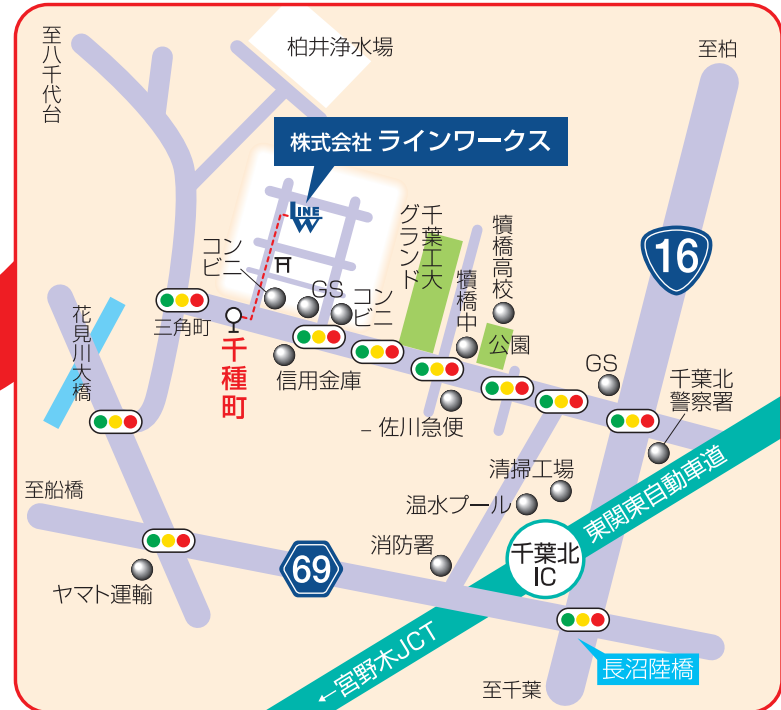 至八千代台
柏井浄水場
至柏
株式会社 ラインワークス
LINE
W
16
コン
ビニ
GS
コン
ビニ
千葉工大
グランド
犢橋高校
犢橋中
公園
三角町
花見川大橋
千種町
信用金庫
GS
千葉北
警察署
– 佐川急便
清掃工場
温水プール
東関東自動車道
至船橋
消防署
千葉北
IC
69
ヤマト運輸
←宮野木JCT
長沼陸橋
至千葉